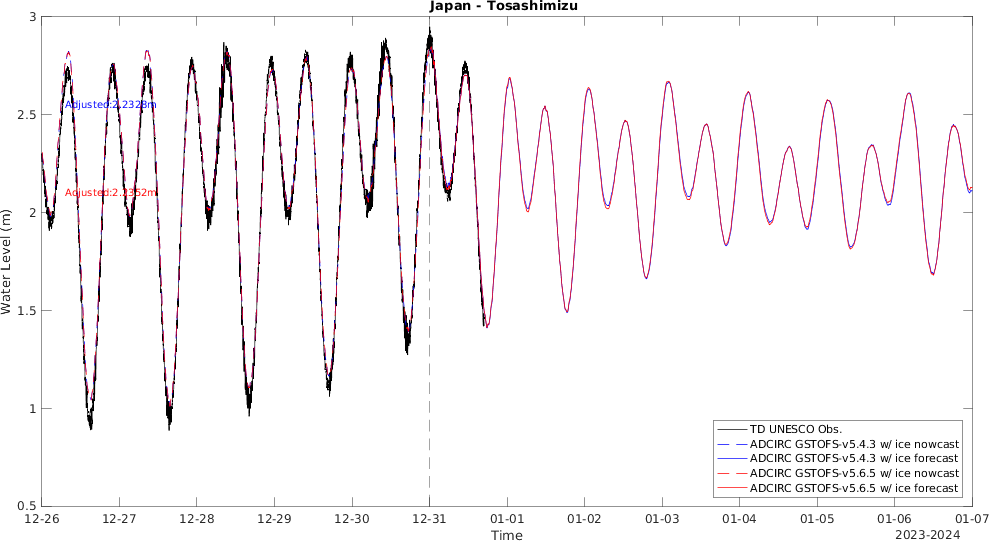 Japan - Tosashimizu
3
2.5
2
1.5
1
0.5
Water Level (m)
Adjusted:2.2328m
Adjusted:2.2352m
TD UNESCO Obs.
ADCIRC GSTOFS-v5.4.3 w/ ice nowcast
ADCIRC GSTOFS-v5.4.3 w/ ice forecast
ADCIRC GSTOFS-v5.6.5 w/ ice nowcast
ADCIRC GSTOFS-v5.6.5 w/ ice forecast
12-26 12-27 12-28 12-29 12-30 12-31 01-01 01-02 01-03 01-04 01-05 01-06 01-07
Time
2023-2024